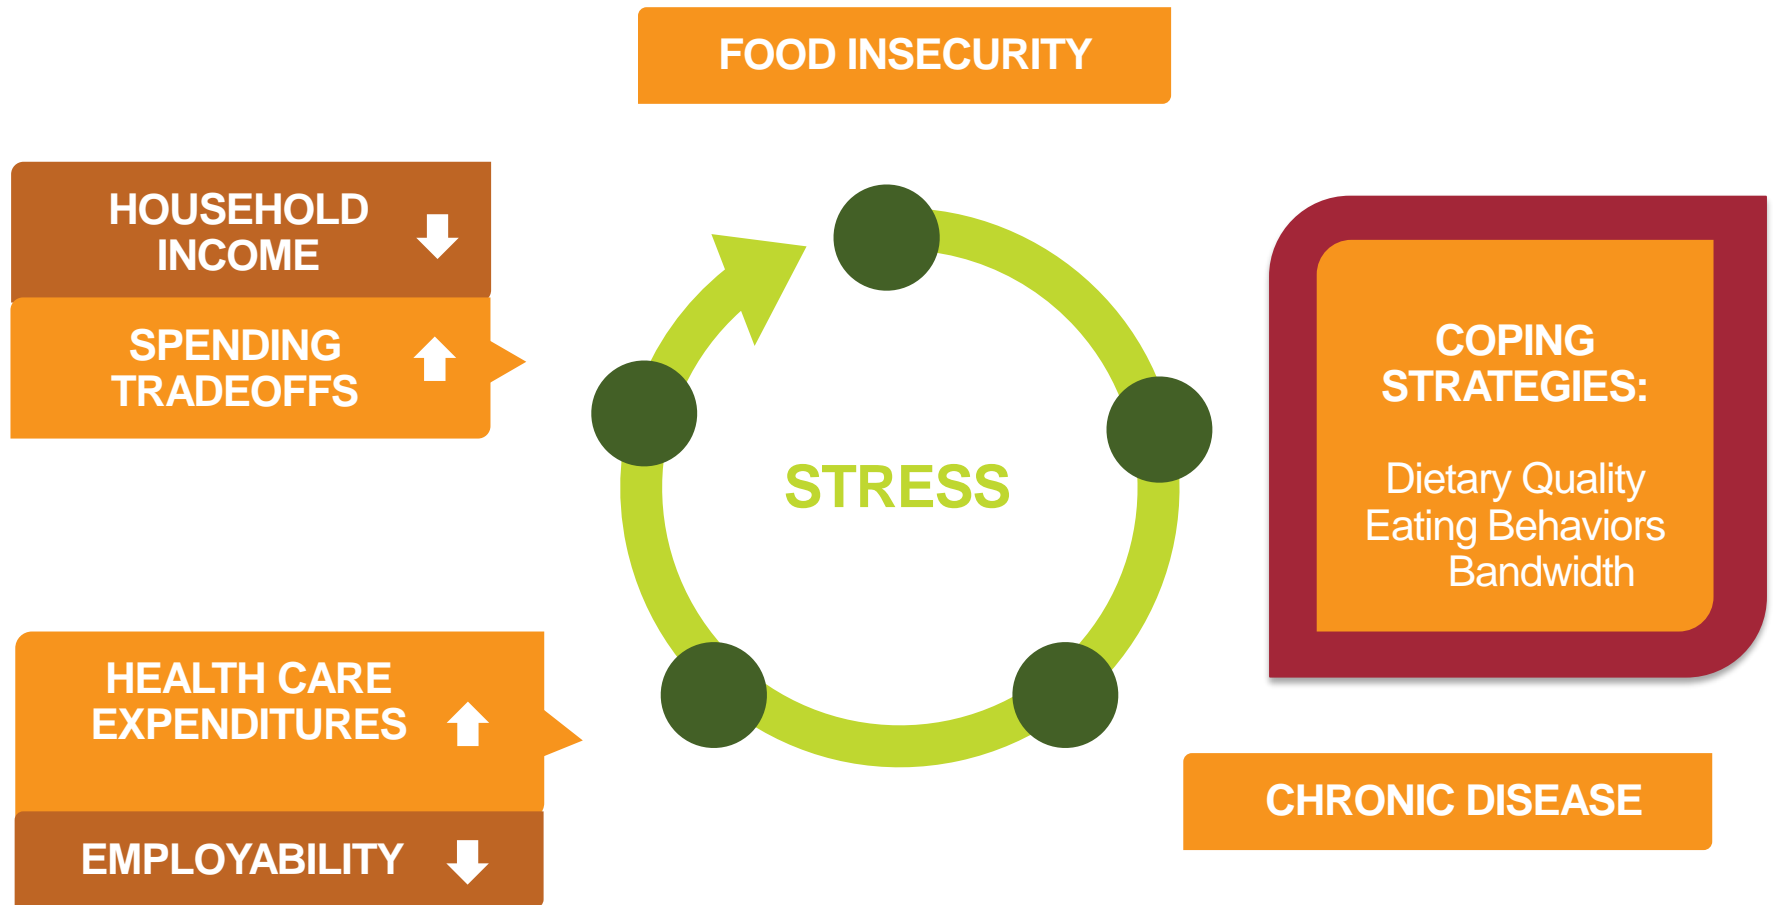 FOOD INSECURITY
HOUSEHOLD
INCOME
SPENDING
TRADEOFFS
STRESS
COPING
STRATEGIES:
Dietary Quality
Eating Behaviors
Bandwidth
HEALTH CARE
EXPENDITURES
EMPLOYABILITY
CHRONIC DISEASE